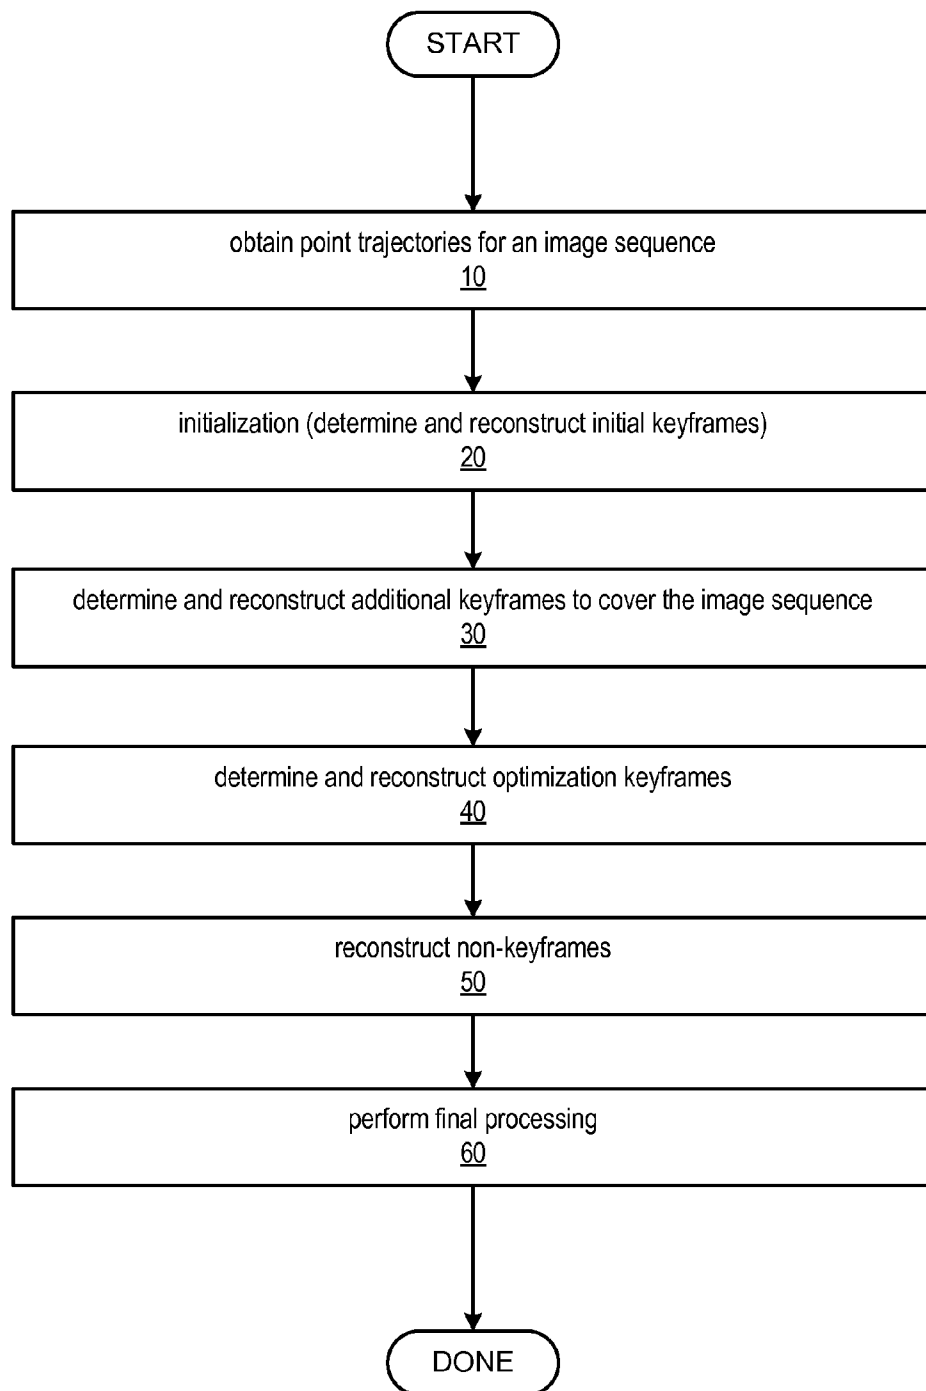 START
obtain point trajectories for an image sequence
10
initialization (determine and reconstruct initial keyframes)
20
determine and reconstruct additional keyframes to cover the image sequence
30
determine and reconstruct optimization keyframes
40
reconstruct non-keyframes
50
perform final processing
60
DONE